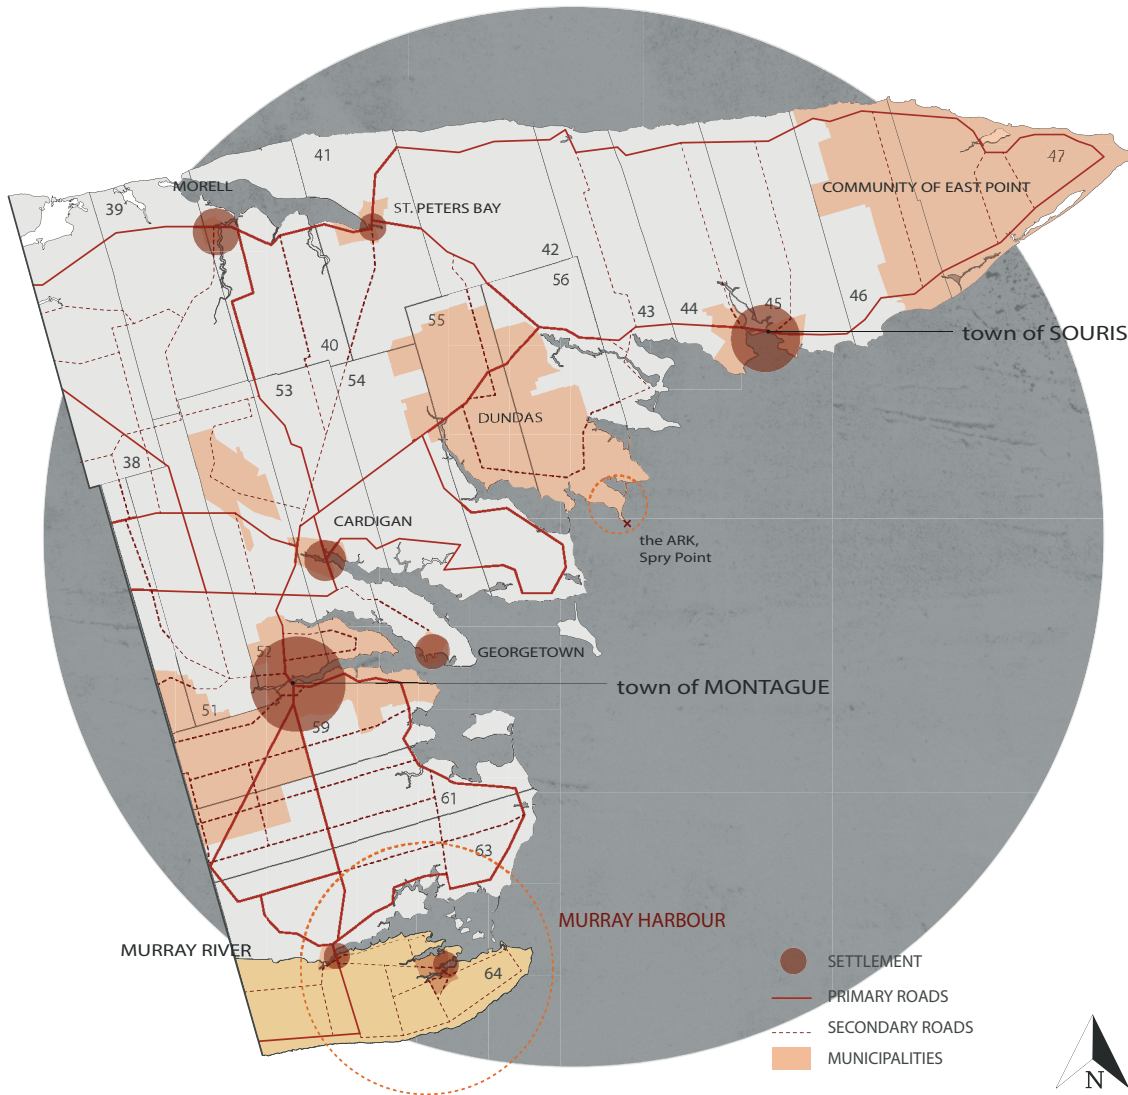 41
47
MORELL
COMMUNITY OF EAST POINT
39
ST. PETERS BAY
42
56
46
45
43
44
55
town of SOURIS
40
54
53
DUNDAS
38
CARDIGAN
the ARK,
Spry Point
52
GEORGETOWN
town of MONTAGUE
51
59
61
63
MURRAY HARBOUR
MURRAY RIVER
64
SETTLEMENT
PRIMARY ROADS
SECONDARY ROADS
MUNICIPALITIES
N